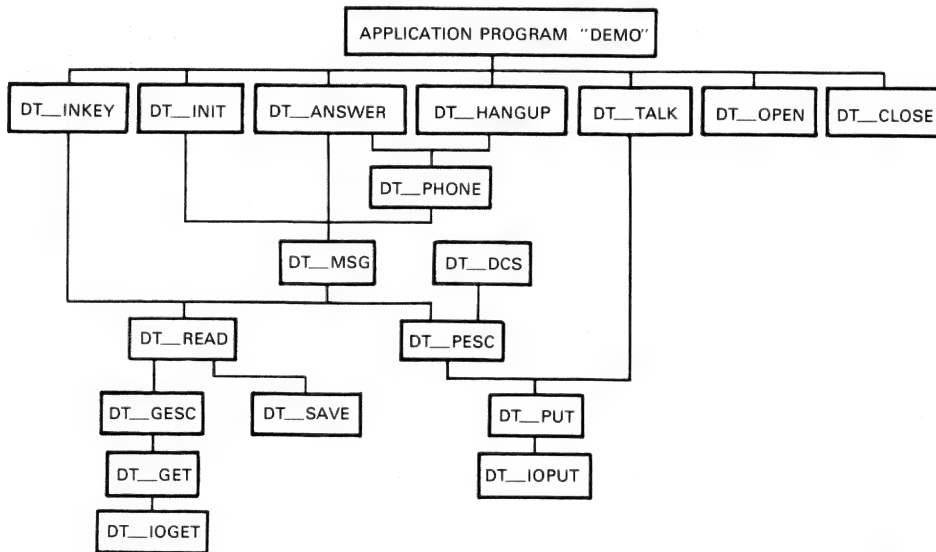 APPLICATION PROGRAM "DEMO"
DT__INKEY DT__INIT DT__ANSWER DT__HANGUP DT__TALK DT__OPEN DT__CLOSE
DT__PHONE
DT__MSG DT__DCS
DT__READ DT__PESC
DT__GESC DT__SAVE DT__PUT
DT__GET DT__IOPUT
DT__IOGET